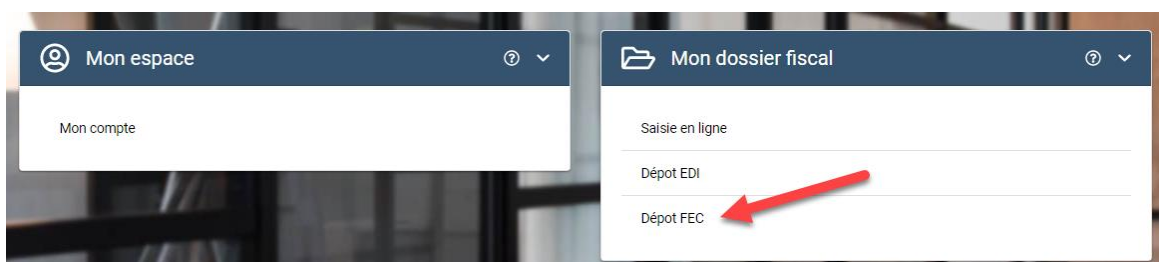 Mon espace
Mon compte
Mon dossier fiscal
Saisie en ligne
Dépot EDI
Dépot FEC